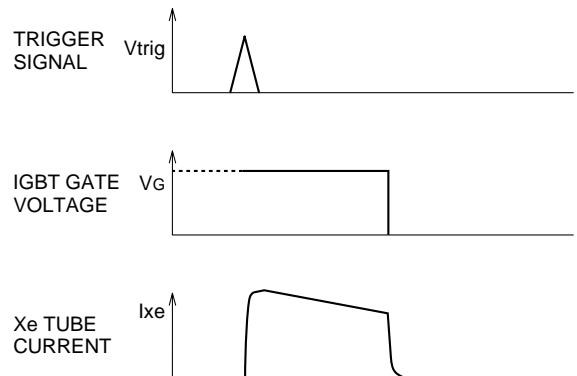 TRIGGER
SIGNAL
Vtrig
IGBT GATE
VOLTAGE
VG
Xe TUBE
CURRENT
Ixe